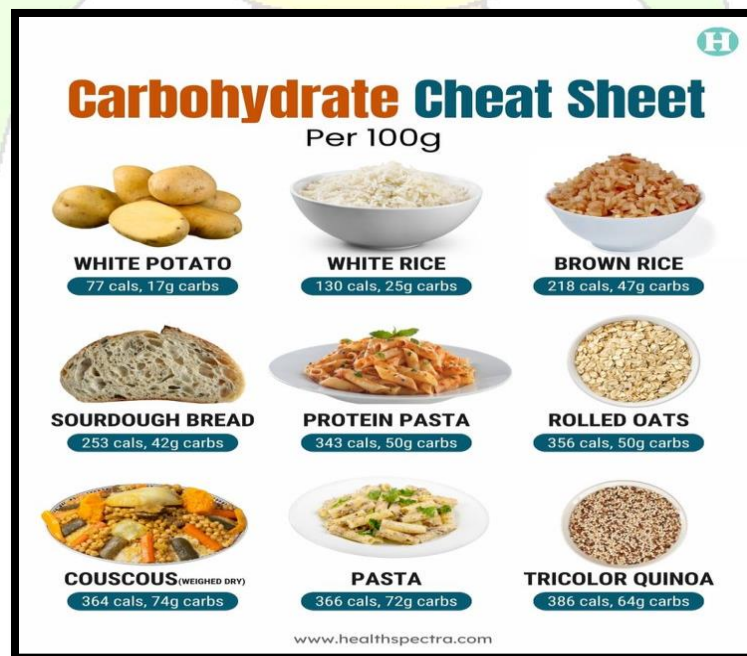 H
Carbohydrate Cheat Sheet
Per 100g
WHITE POTATO
77 cals, 17g carbs
WHITE RICE
130 cals, 25g carbs
BROWN RICE
218 cals, 47g carbs
SOURDOUGH BREAD
253 cals, 42g carbs
PROTEIN PASTA
343 cals, 50g carbs
ROLLED OATS
356 cals, 50g carbs
COUSCOUS (WEIGHED DRY)
364 cals, 74g carbs
PASTA
366 cals, 72g carbs
TRICOLOR QUINOA
386 cals, 64g carbs
www.healthspectra.com